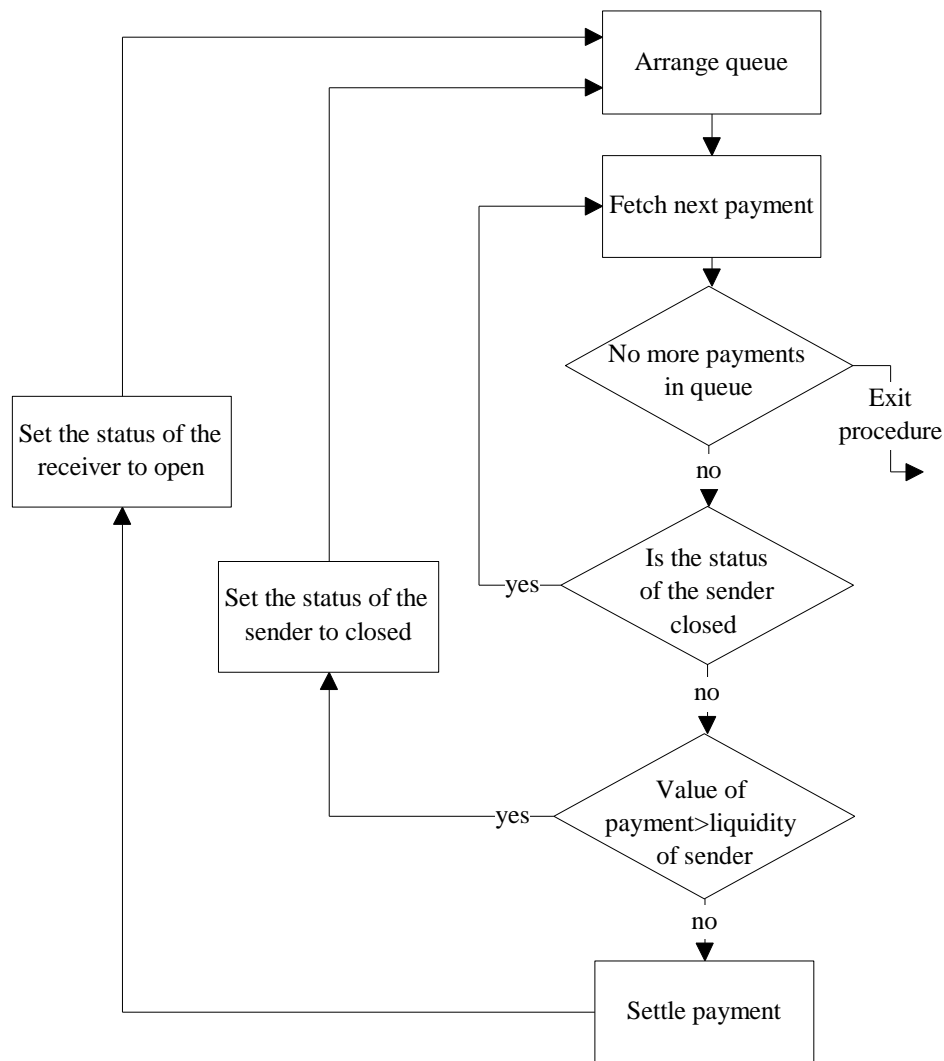 Arrange queue
Fetch next payment
No more payments
in queue
Exit
procedure
Set the status of the
receiver to open
no
Is the status
of the sender
closed
yes
Set the status of the
sender to closed
no
Value of
payment>liquidity
of sender
yes
no
Settle payment